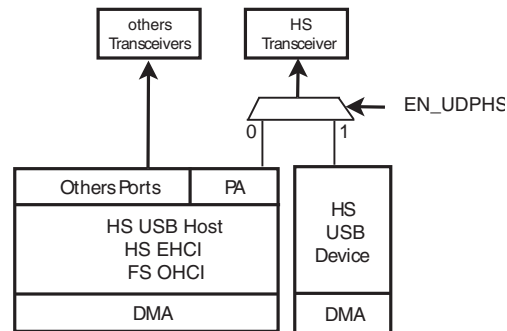 others
Transceivers
HS
Transceiver
EN_UDPHS
0
1
Others Ports
PA
HS USB Host
HS EHCI
FS OHCI
DMA
HS
USB
Device
DMA